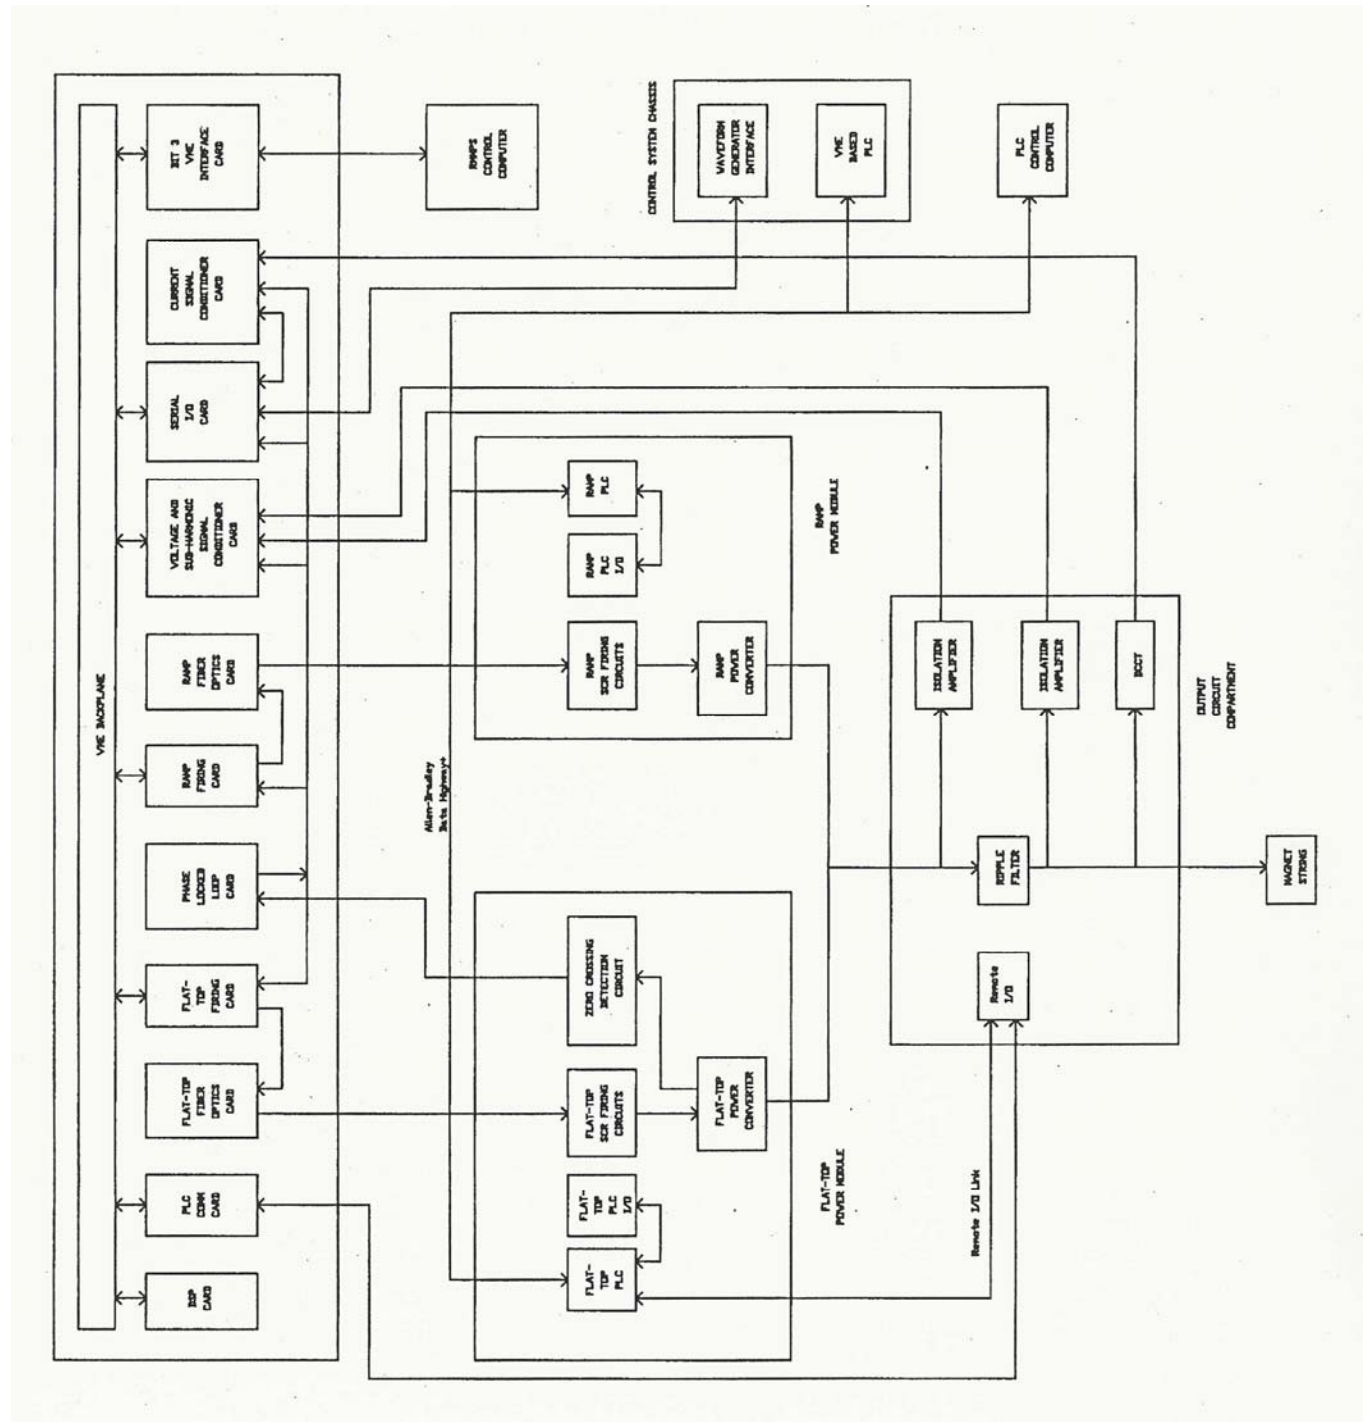 VME BACKPLANE
DSP
CARD
PLC
COMM
CARD
FLAT-TOP
FIBER
OPTICS
CARD
FLAT-
TOP
FIRING
CARD
PHASE
LOCKED
LOOP
CARD
RAMP
FIRING
CARD
RAMP
FIBER
OPTICS
CARD
VOLTAGE AND
SUB-HARMONIC
SIGNAL
CONDITIONER
CARD
SERIAL
I/O
CARD
CURRENT
SIGNAL
CONDITIONER
CARD
BIT 3
VME
INTERFACE
CARD
RMMPS
CONTROL
COMPUTER
Allen-Bradley
Data Highway+
FLAT-
TOP
PLC
FLAT-
TOP
PLC
I/O
FLAT-TOP
SCR FIRING
CIRCUITS
ZERO CROSSING
DETECTION
CIRCUIT
FLAT-TOP
POWER
CONVERTER
FLAT-TOP
POWER MODULE
RAMP
SCR FIRING
CIRCUITS
RAMP
PLC
I/O
RAMP
PLC
RAMP
POWER
CONVERTER
RAMP
POWER MODULE
CONTROL SYSTEM CHASSIS
WAVEFORM
GENERATOR
INTERFACE
VME
BASED
PLC
PLC
CONTROL
COMPUTER
Remote I/O Link
Remote
I/O
RIPPLE
FILTER
ISOLATION
AMPLIFIER
ISOLATION
AMPLIFIER
DCCT
OUTPUT
CIRCUIT
COMPARTMENT
MAGNET
STRING